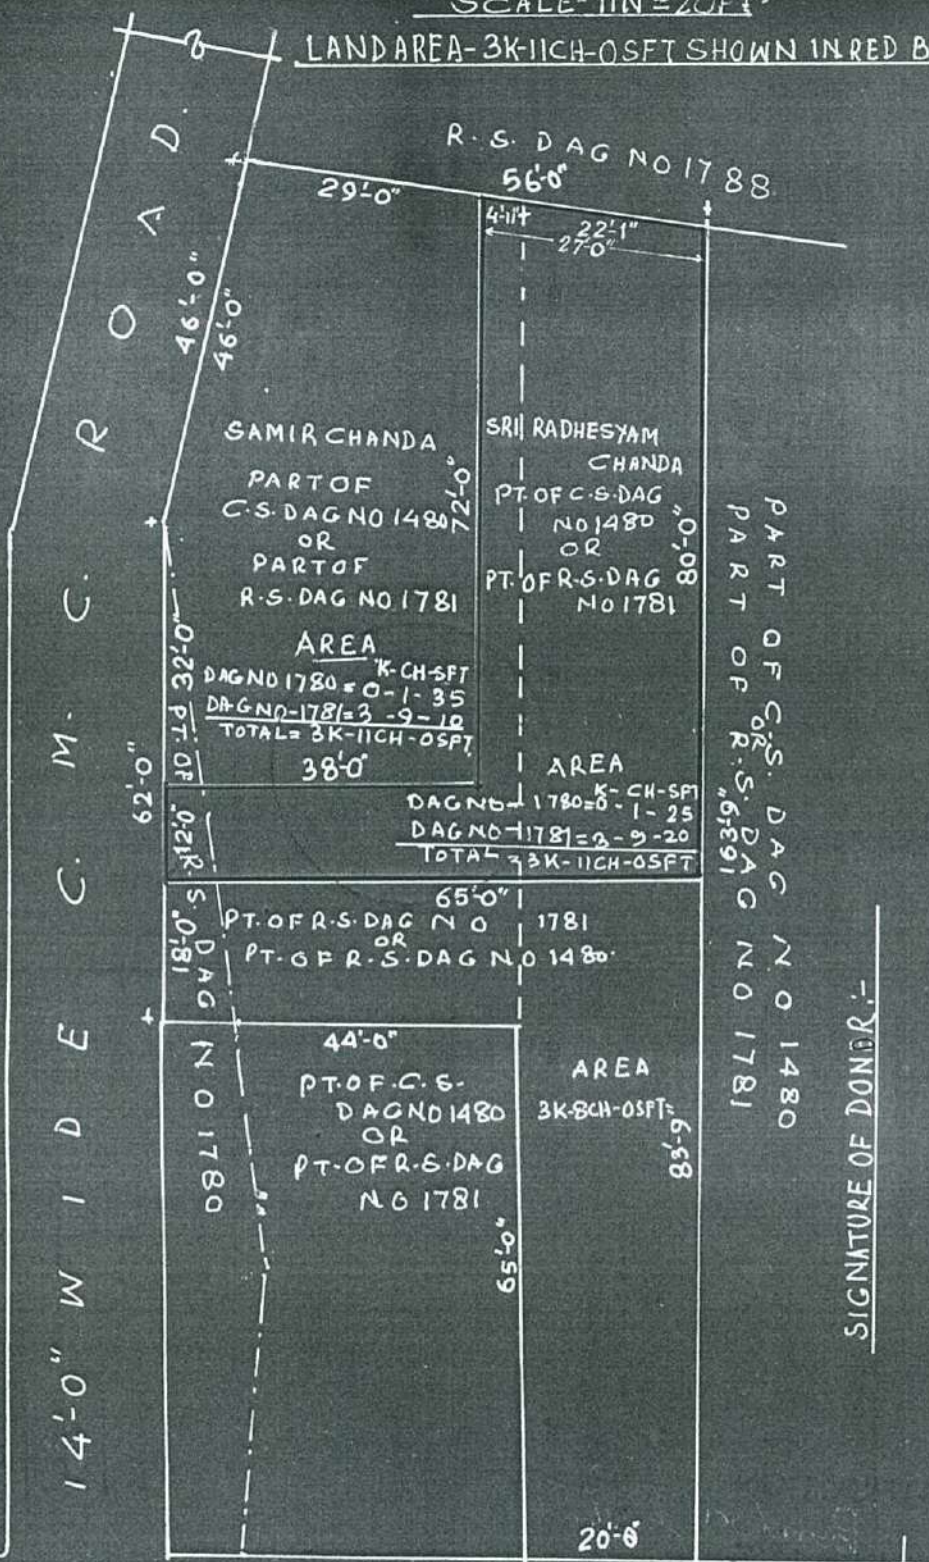 SCALE-1IN=20FT.
LAND AREA-3K-11CH-0SFT SHOWN IN RED B
R.S. DAG NO 1788
56'-0"
29'-0"
4'-11"
22'-1"
27'-0"
46'-0"
46'-0"
SAMIR CHANDA
PART OF
C.S. DAG NO 1480
OR
PART OF
R.S. DAG NO 1781
72'-0"
AREA
K-CH-SFT
DAG NO 1780=0-1-35
DAG NO-1781=3-9-10
TOTAL=3K-11CH-0SFT
38'-0"
SRI RADHESYAM
CHANDA
PT. OF C.S. DAG
NO 1480
OR
PT. OF R.S. DAG
NO 1781
80'-0"
AREA
K-CH-SFT
DAG NO-1780=0-1-25
DAG NO-1781=3-9-20
TOTAL=3K-11CH-0SFT
32'-0"
12'-0"
18'-0"
62'-0"
PT. OF R.S. DAG NO 1780
65'-0"
PT. OF R.S. DAG NO 1781
OR
PT. OF R.S. DAG NO 1480.
44'-0"
PT. OF. C.S.
DAG NO 1480
OR
PT. OF R.S. DAG
NO 1781
65'-0"
AREA
3K-8CH-0SFT=
83'-9
20'-0"
PART OF C.S. DAG NO 1480
OR
PART OF R.S. DAG NO 1781
163'-9"
14'-0" WIDE C.M.C. ROAD.
SIGNATURE OF DONOR:-